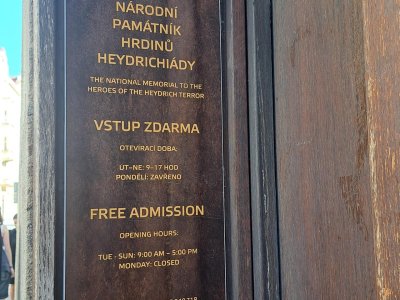 NÁRODNÍ
PAMÁTNÍK
HRDINŮ
HEYDRICHIÁDY
THE NATIONAL MEMORIAL TO THE
HEROES OF THE HEYDRICH TERROR
VSTUP ZDARMA
OTEVÍRACÍ DOBA:
ÚT–NE: 9–17 HOD
PONDĚLÍ: ZAVŘENO
FREE ADMISSION
OPENING HOURS:
TUE - SUN: 9:00 AM – 5:00 PM
MONDAY: CLOSED